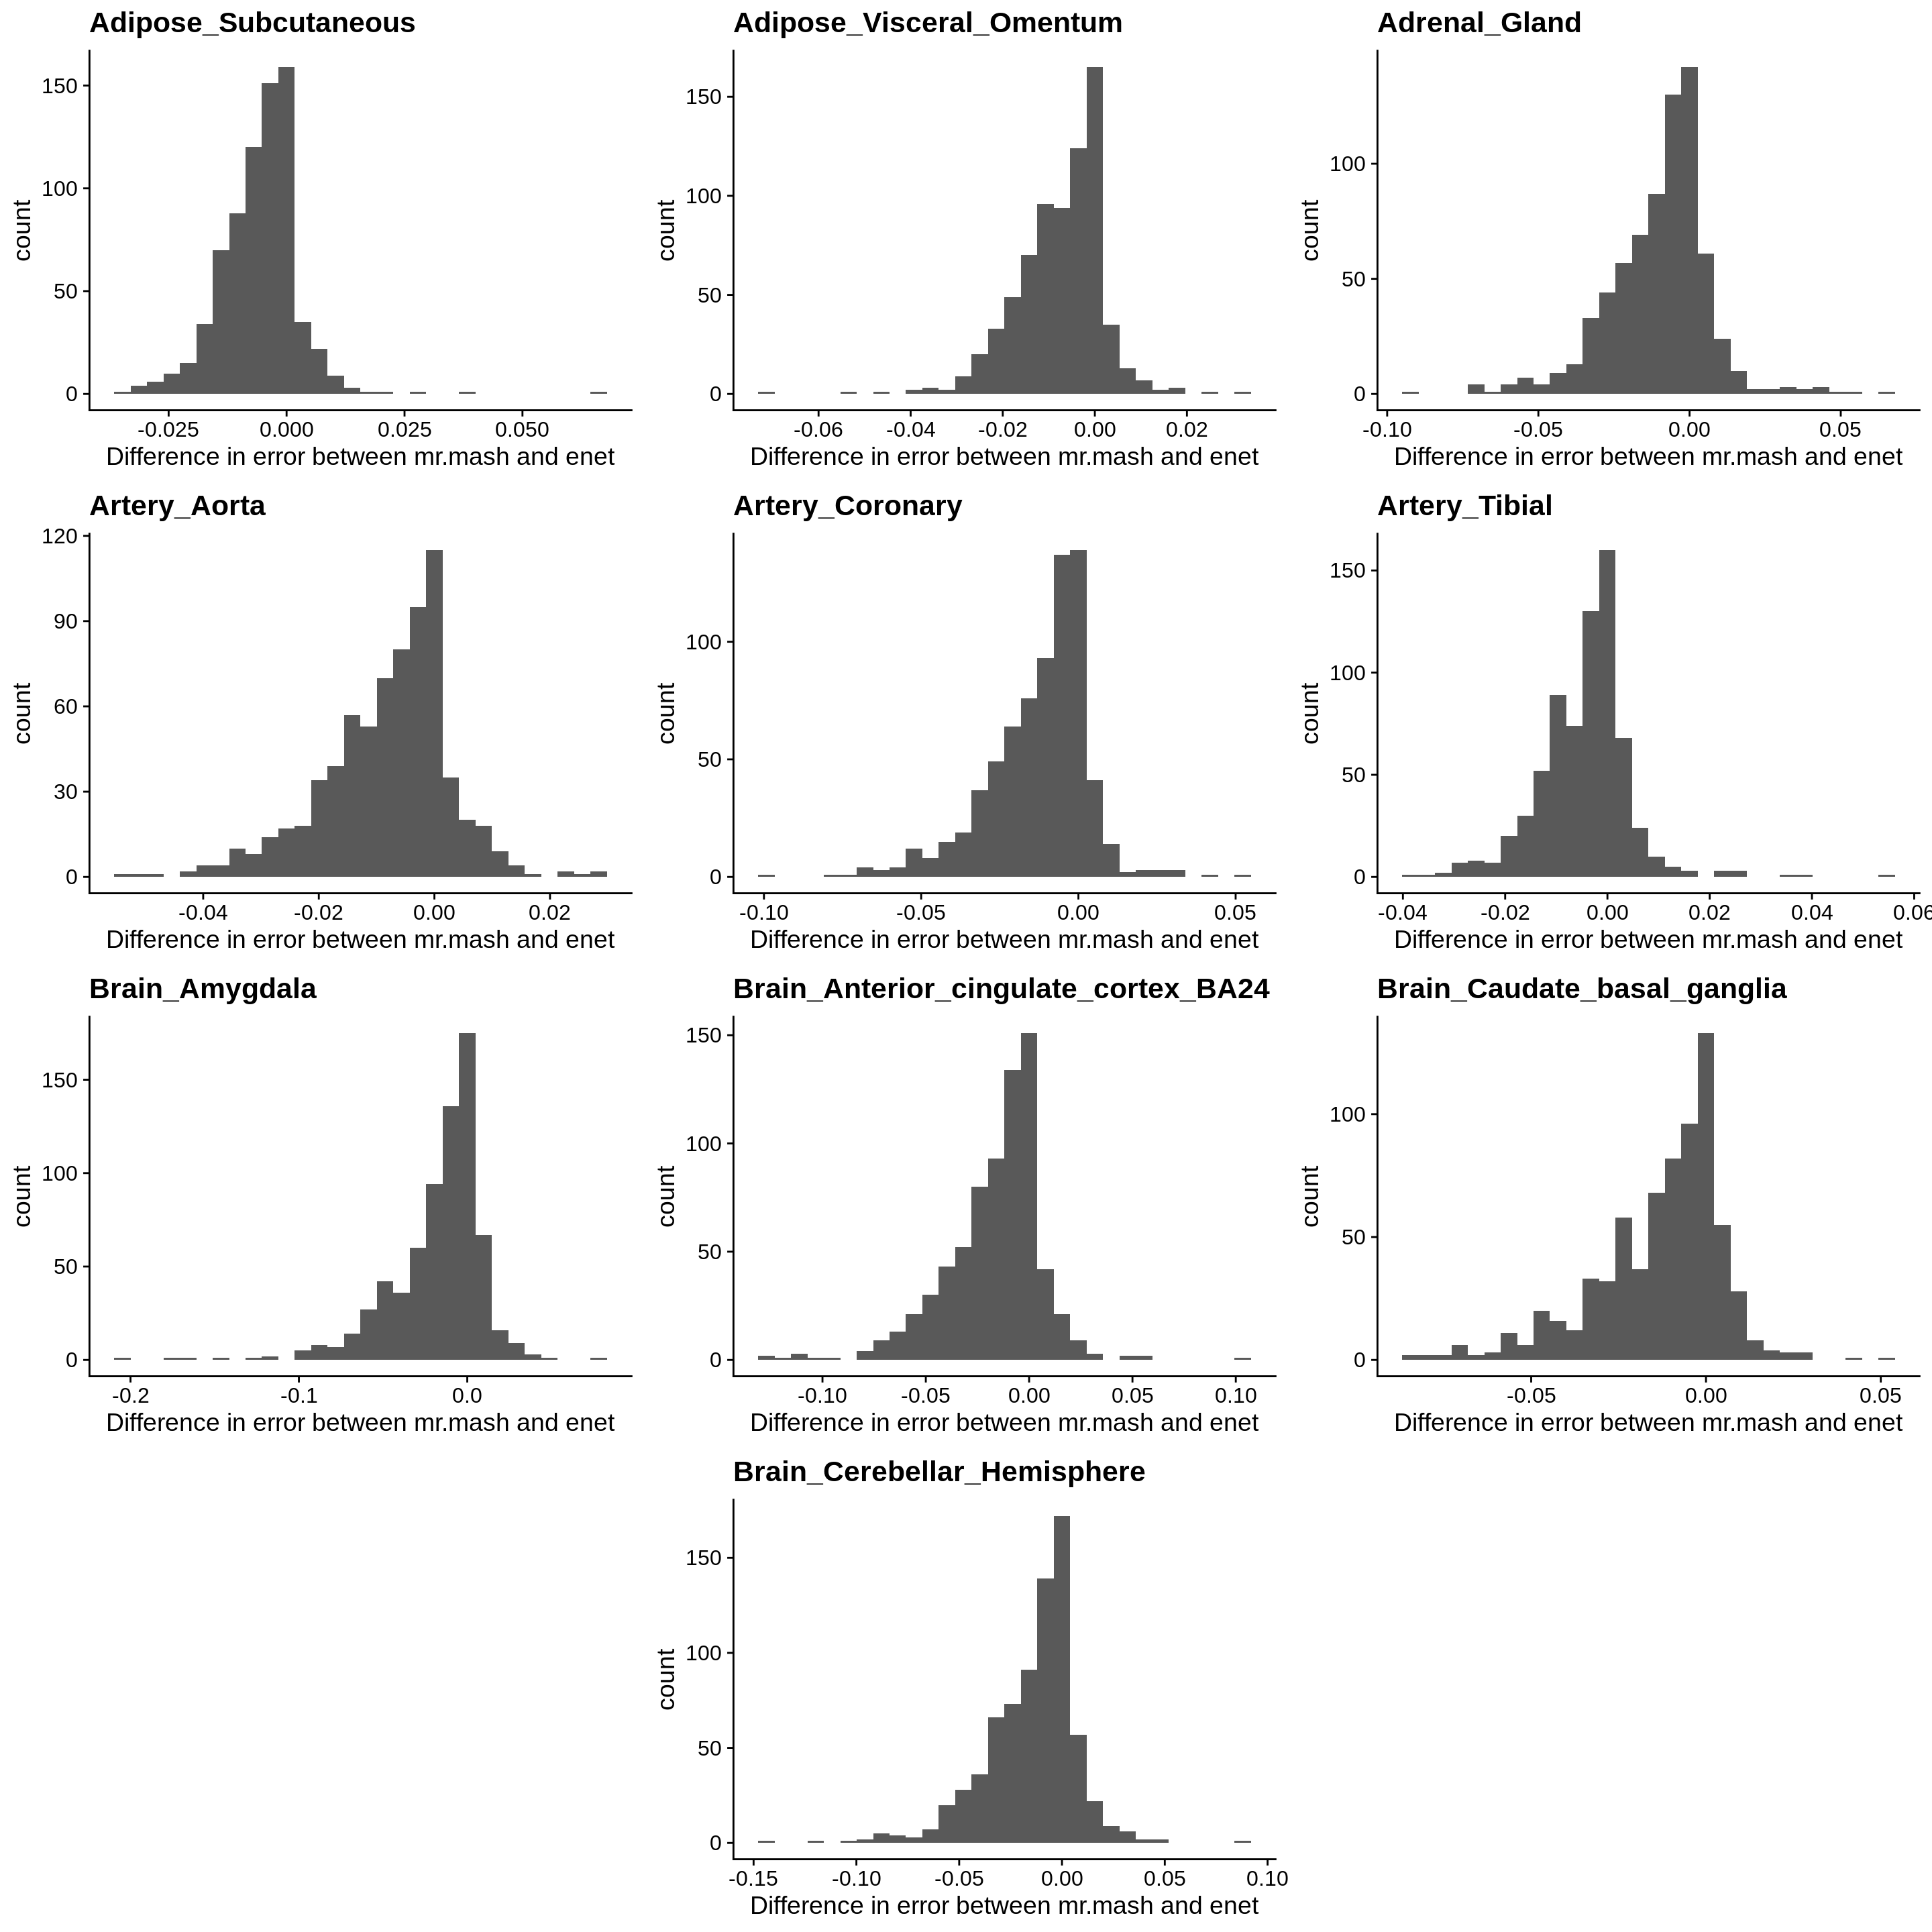 Adipose_Subcutaneous
150
100
50
0
count
-0.025 0.000 0.025 0.050
Difference in error between mr.mash and enet
Adipose_Visceral_Omentum
150
100
50
0
count
-0.06 -0.04 -0.02 0.00 0.02
Difference in error between mr.mash and enet
Adrenal_Gland
100
50
0
count
-0.10 -0.05 0.00 0.05
Difference in error between mr.mash and enet
Artery_Aorta
120
90
60
30
0
count
-0.04 -0.02 0.00 0.02
Difference in error between mr.mash and enet
Artery_Coronary
100
50
0
count
-0.10 -0.05 0.00 0.05
Difference in error between mr.mash and enet
Artery_Tibial
150
100
50
0
count
-0.04 -0.02 0.00 0.02 0.04 0.06
Difference in error between mr.mash and enet
Brain_Amygdala
150
100
50
0
count
-0.2 -0.1 0.0
Difference in error between mr.mash and enet
Brain_Anterior_cingulate_cortex_BA24
150
100
50
0
count
-0.10 -0.05 0.00 0.05 0.10
Difference in error between mr.mash and enet
Brain_Caudate_basal_ganglia
100
50
0
count
-0.05 0.00 0.05
Difference in error between mr.mash and enet
Brain_Cerebellar_Hemisphere
150
100
50
0
count
-0.15 -0.10 -0.05 0.00 0.05 0.10
Difference in error between mr.mash and enet